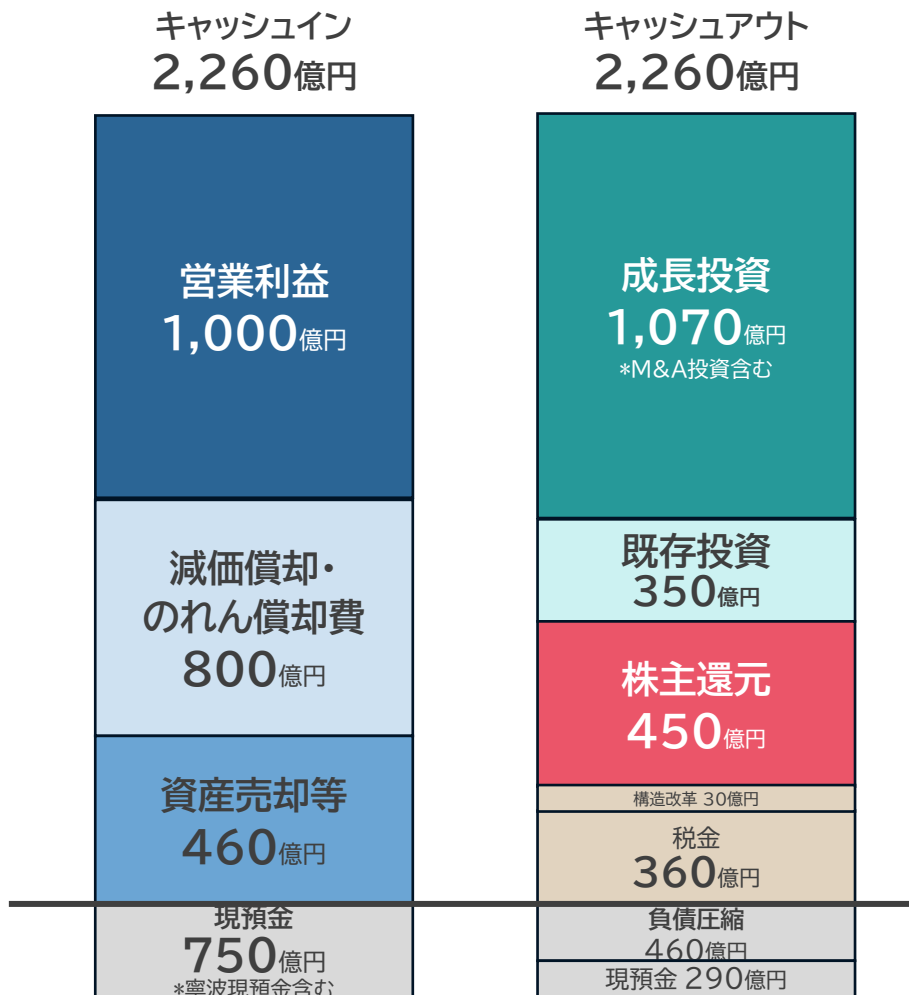 キャッシュイン
2,260億円
営業利益
1,000億円
減価償却・
のれん償却費
800億円
資産売却等
460億円
現預金
750億円
*寧波現預金含む
キャッシュアウト
2,260億円
成長投資
1,070億円
*M&A投資含む
既存投資
350億円
株主還元
450億円
構造改革 30億円
税金
360億円
負債圧縮
460億円
現預金 290億円